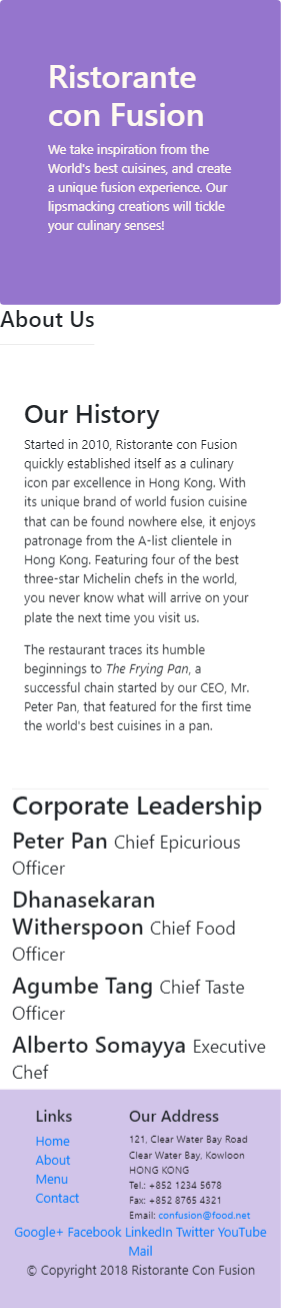 Ristorante
con Fusion
We take inspiration from the
World's best cuisines, and create
a unique fusion experience. Our
lipsmacking creations will tickle
your culinary senses!
About Us
Our History
Started in 2010, Ristorante con Fusion
quickly established itself as a culinary
icon par excellence in Hong Kong. With
its unique brand of world fusion cuisine
that can be found nowhere else, it enjoys
patronage from the A-list clientele in
Hong Kong. Featuring four of the best
three-star Michelin chefs in the world,
you never know what will arrive on your
plate the next time you visit us.
The restaurant traces its humble
beginnings to The Frying Pan, a
successful chain started by our CEO, Mr.
Peter Pan, that featured for the first time
the world's best cuisines in a pan.
Corporate Leadership
Peter Pan Chief Epicurious
Officer
Dhanasekaran
Witherspoon Chief Food
Officer
Agumbe Tang Chief Taste
Officer
Alberto Somayya Executive
Chef
Links
Home
About
Menu
Contact
Our Address
121, Clear Water Bay Road
Clear Water Bay, Kowloon
HONG KONG
Tel.: +852 1234 5678
Fax: +852 8765 4321
Email: confusion@food.net
Google+ Facebook LinkedIn Twitter YouTube
Mail
© Copyright 2018 Ristorante Con Fusion